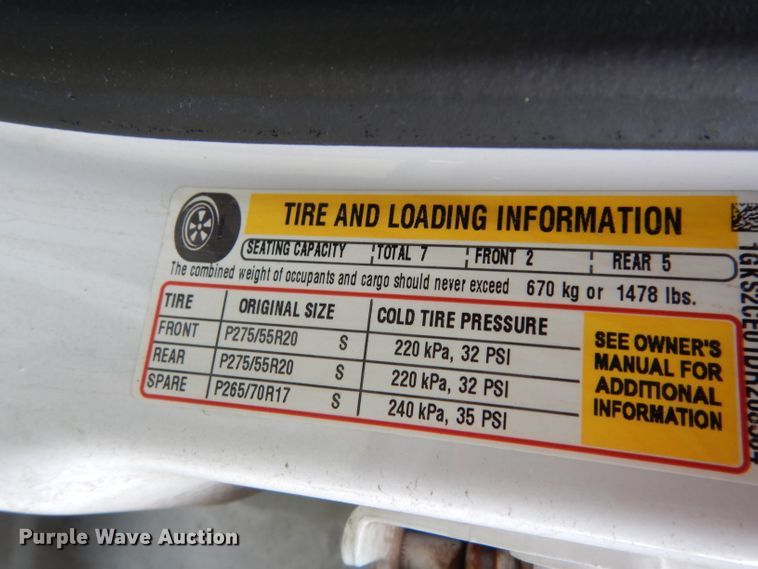 TIRE AND LOADING INFORMATION
SEATING CAPACITY TOTAL 7 FRONT 2 REAR 5
The combined weight of occupants and cargo should never exceed 670 kg or 1478 lbs.
TIRE ORIGINAL SIZE COLD TIRE PRESSURE
FRONT P275/55R20 S 220 kPa, 32 PSI
REAR P275/55R20 S 220 kPa, 32 PSI
SPARE P265/70R17 S 240 kPa, 35 PSI
SEE OWNER'S
MANUAL FOR
ADDITIONAL
INFORMATION
Purple Wave Auction